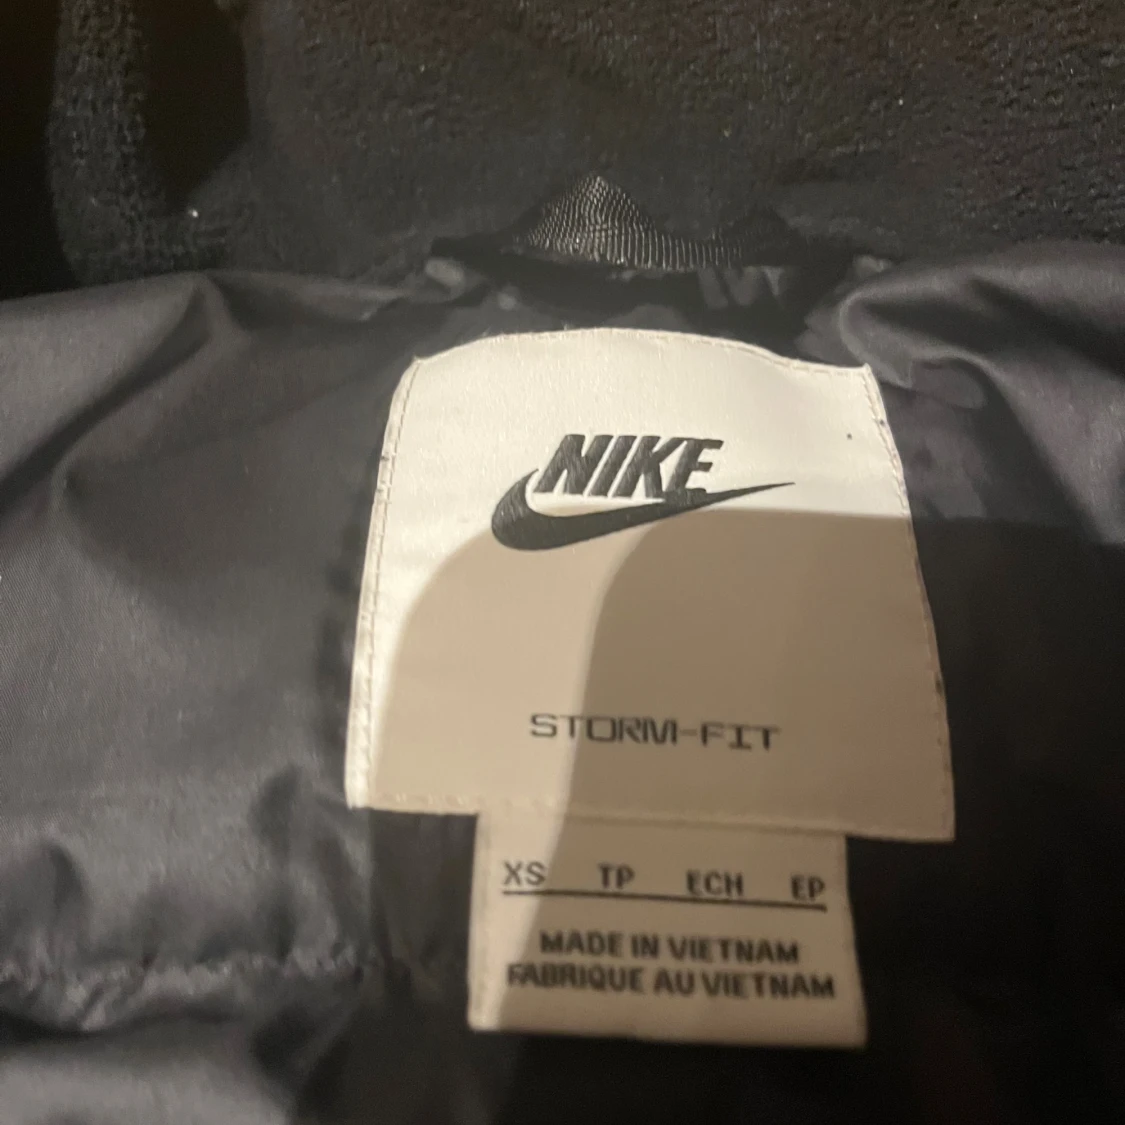 NIKE
STORM-FIT
XS TP ECH EP
MADE IN VIETNAM
FABRIQUE AU VIETNAM